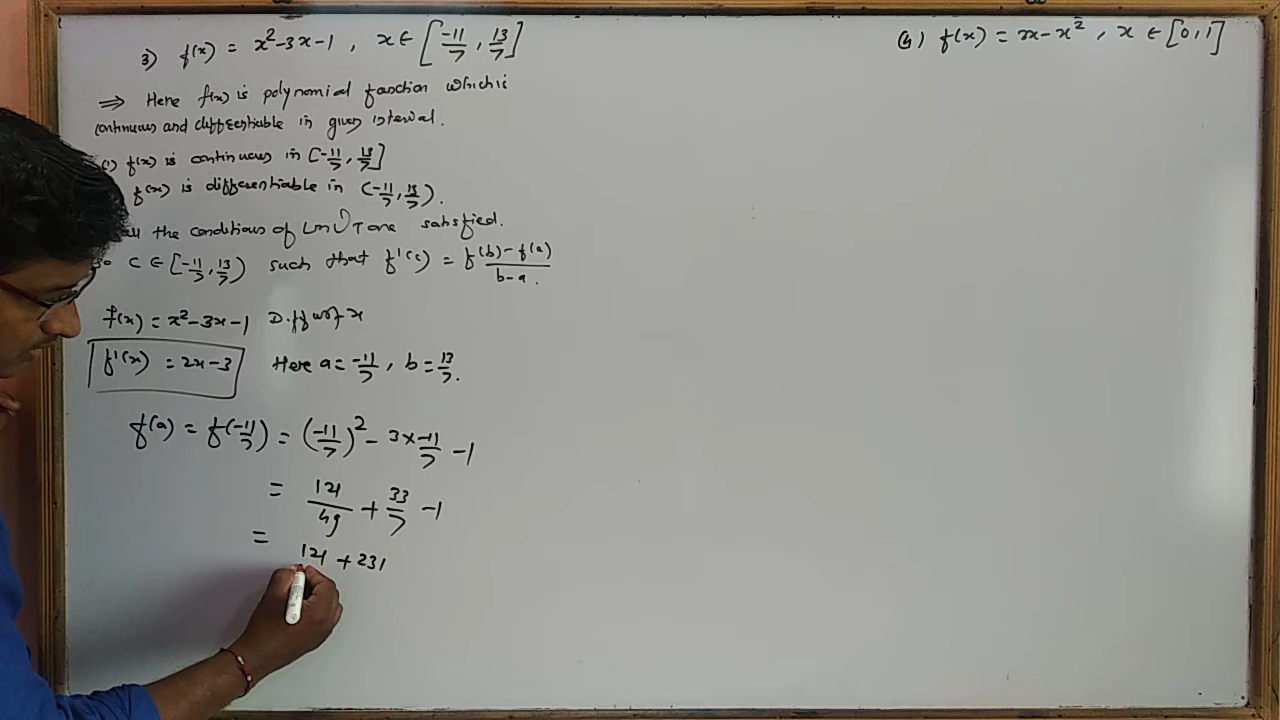 3) f(x) = x²-3x-1 , x ∈ [-11/7 , 13/7]
⇒ Here f(x) is polynomial function which is
continuous and differentiable in given interval.
f(x) is continuous in [-11/7, 13/7]
f(x) is differentiable in (-11/7, 13/7).
all the conditions of LMVT are satisfied.
c ∈ [-11/7, 13/7) such that f'(c) = f(b)-f(a)/b-a.
f(x) = x²-3x-1 Diff wrt x
f'(x) = 2x-3 Here a = -11/7 , b = 13/7.
f(a) = f(-11/7) = (-11/7)² - 3×-11/7 -1
= 121/49 + 33/7 -1
= 121 + 231
(4) f(x) = x-x² , x ∈ [0,1]